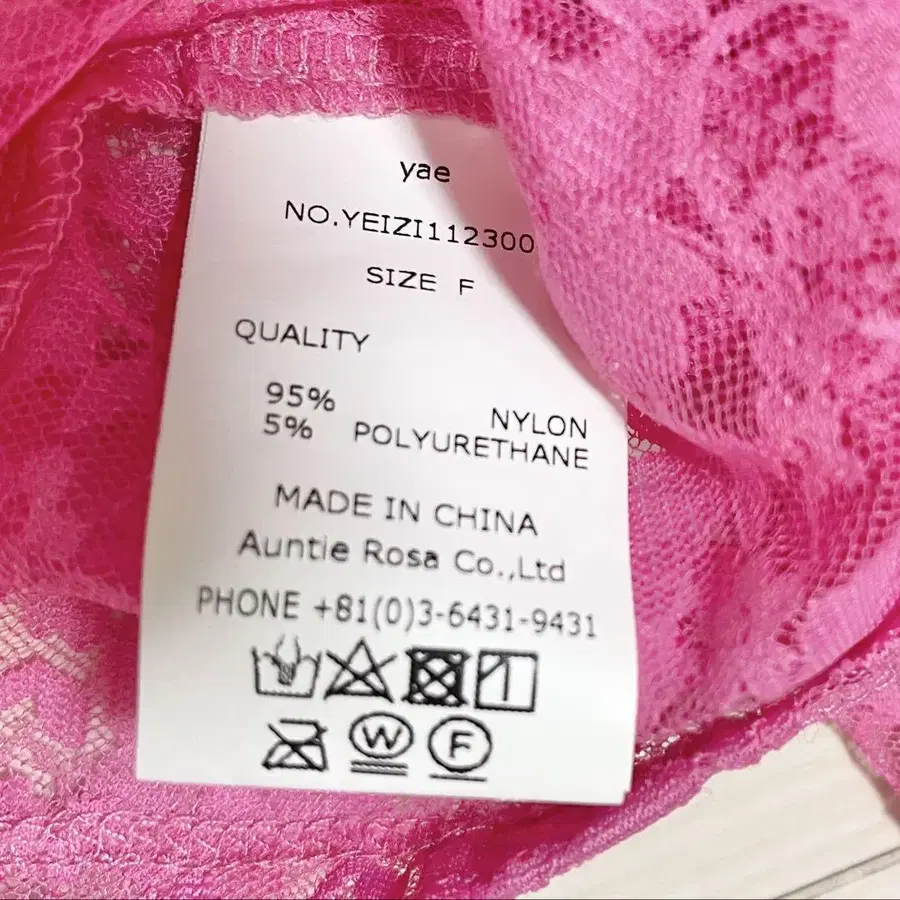 yae
NO.YEIZI112300
SIZE F
QUALITY
95% NYLON
5% POLYURETHANE
MADE IN CHINA
Auntie Rosa Co.,Ltd
PHONE +81(0)3-6431-9431
W F